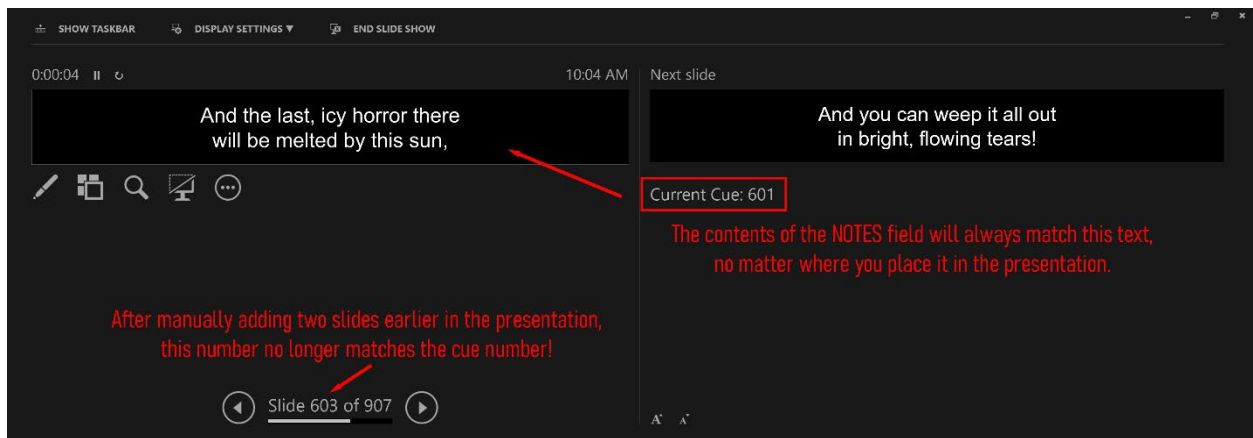 SHOW TASKBAR DISPLAY SETTINGS ▼ END SLIDE SHOW
0:00:04 10:04 AM
And the last, icy horror there
will be melted by this sun,
Next slide
And you can weep it all out
in bright, flowing tears!
Current Cue: 601
The contents of the NOTES field will always match this text,
no matter where you place it in the presentation.
After manually adding two slides earlier in the presentation,
this number no longer matches the cue number!
Slide 603 of 907
A A